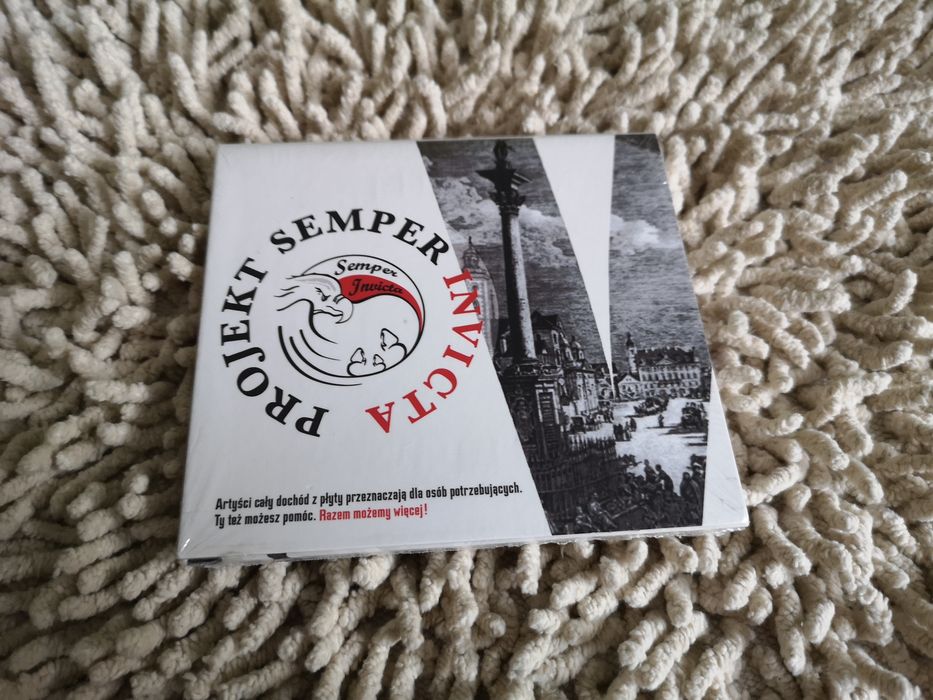 PROJEKT SEMPER INVICTA
Semper
Invicta
Artyści cały dochód z płyty przeznaczają dla osób potrzebujących.
Ty też możesz pomóc. Razem możemy więcej!